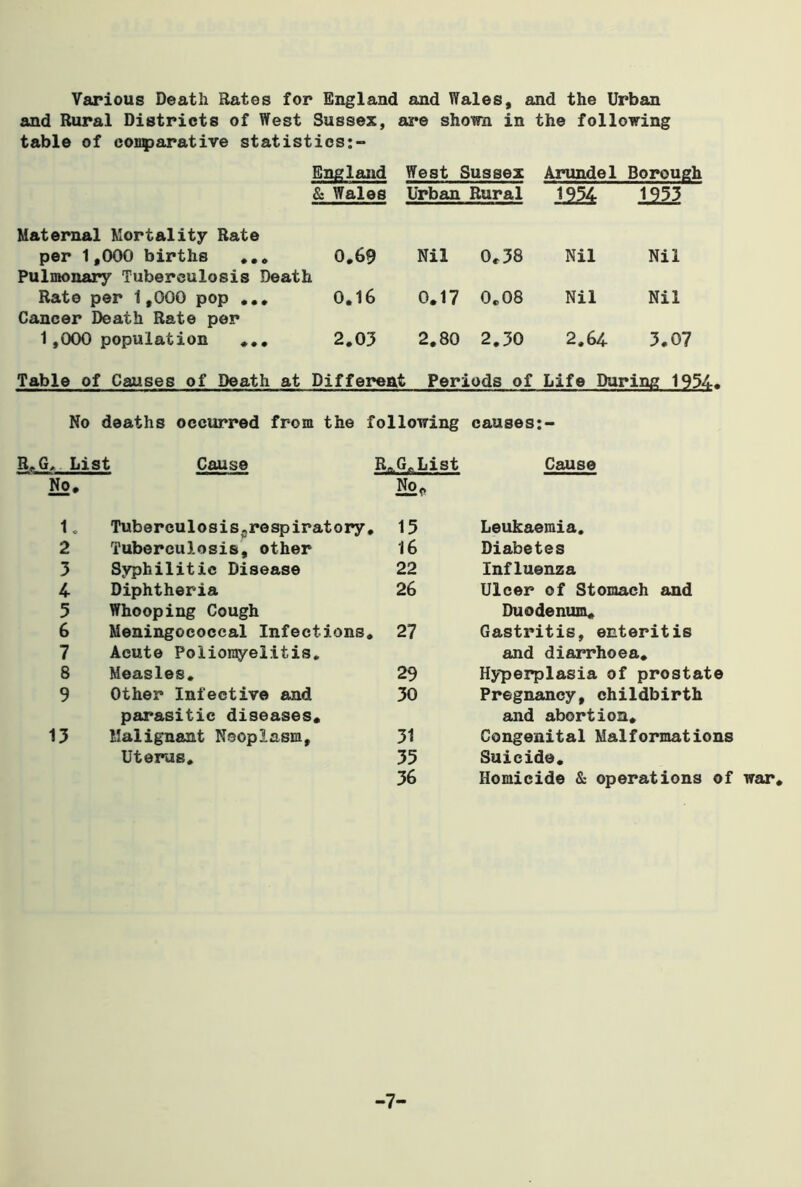 Various Death Rates for England and Wales, and the Urban
and Rural Districts of West Sussex, are shown in the following
table of comparative statistics:-
England West Sussex Arundel Borough
& Wales Urban Rural 1954 1953
Maternal Mortality Rate
per 1,000 births ... 0.69 Nil 0.38 Nil Nil
Pulmonary Tuberculosis Death
Rate per 1,000 pop ... 0.16 0.17 0.08 Nil Nil
Cancer Death Rate per
1,000 population ... 2.03 2.80 2.30 2.64 3.07
Table of Causes of Death at Different Periods of Life During 1954.
No deaths occurred from the following causes:-
R.G. List Cause R.G.List Cause
No. No.
1. Tuberculosis,respiratory. 15 Leukaemia.
2 Tuberculosis, other 16 Diabetes
3 Syphilitic Disease 22 Influenza
4 Diphtheria 26 Ulcer of Stomach and
5 Whooping Cough Duodenum.
6 Meningococcal Infections. 27 Gastritis, enteritis
7 Acute Poliomyelitis. and diarrhoea.
8 Measles. 29 Hyperplasia of prostate
9 Other Infective and 30 Pregnancy, childbirth
parasitic diseases. and abortion.
13 Malignant Neoplasm, 31 Congenital Malformations
Uterus. 35 Suicide.
36 Homicide & operations of war.
-7-